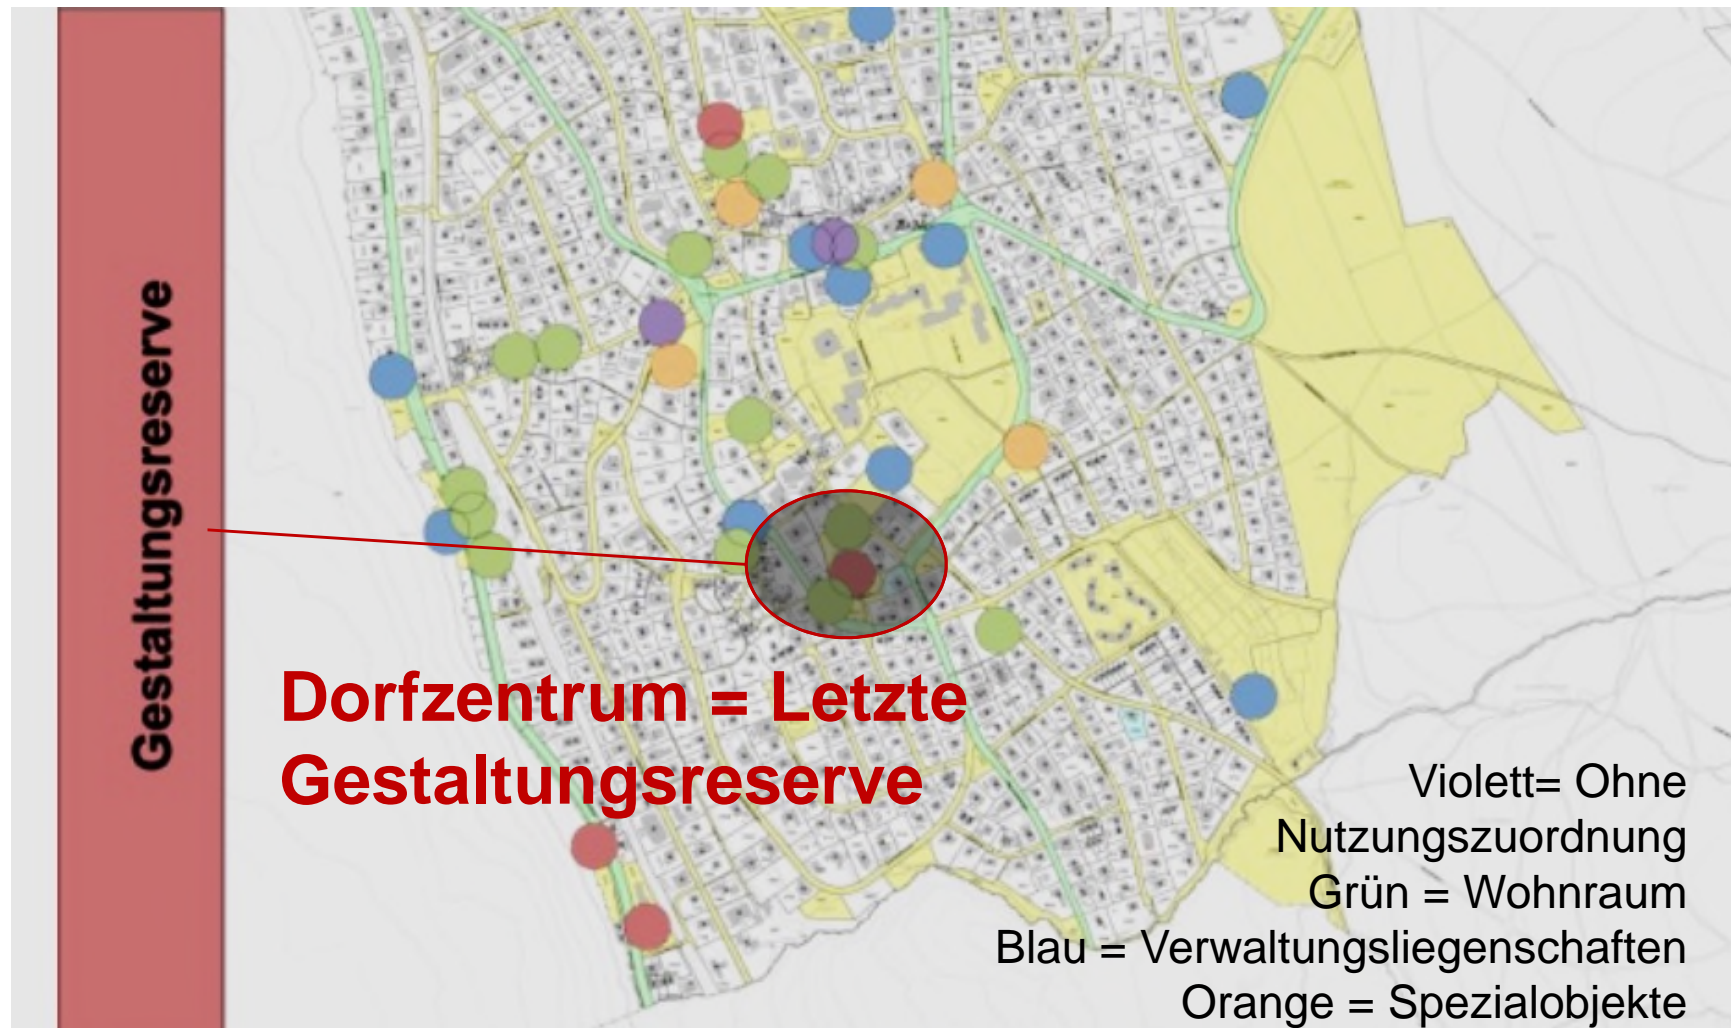 Gestaltungsreserve
Dorfzentrum = Letzte
Gestaltungsreserve
Violett= Ohne
Nutzungszuordnung
Grün = Wohnraum
Blau = Verwaltungsliegenschaften
Orange = Spezialobjekte